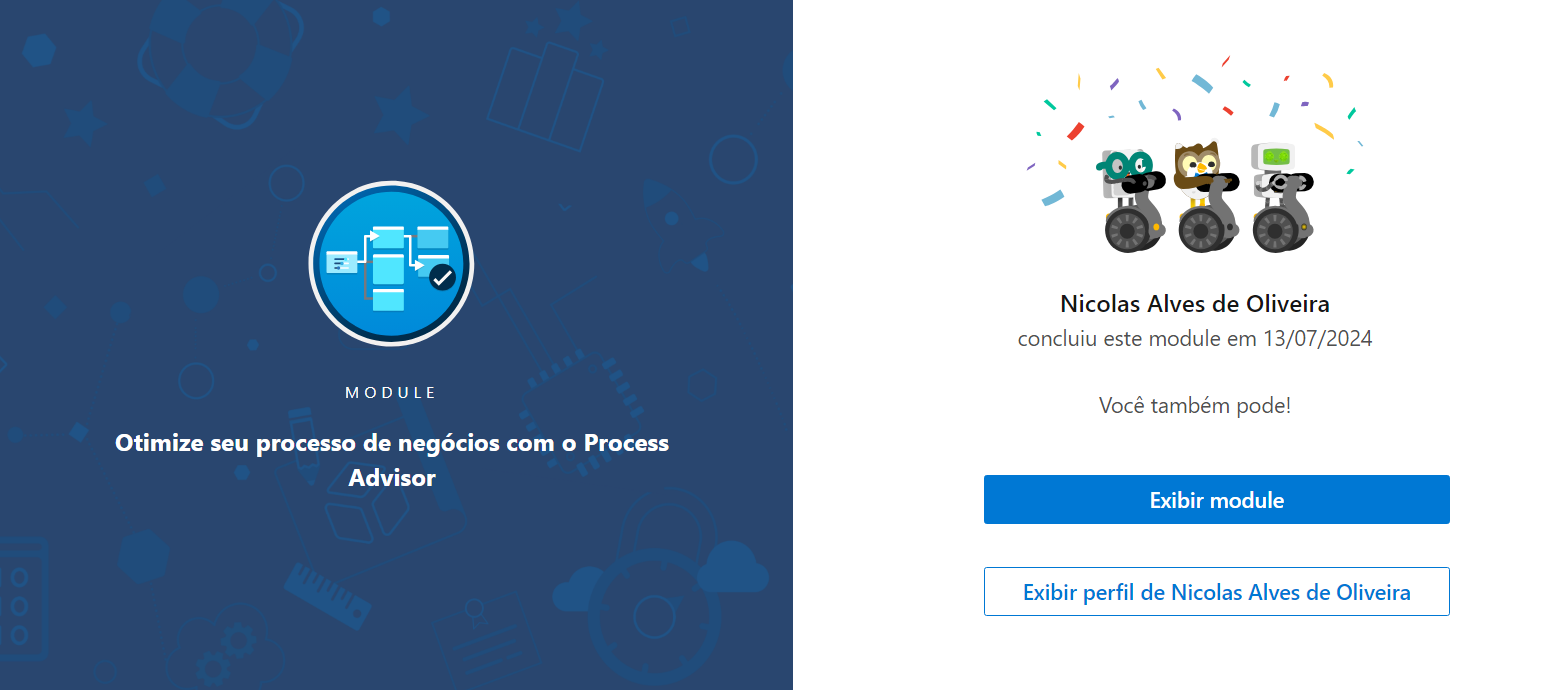 MODULE
Otimize seu processo de negócios com o Process
Advisor
Nicolas Alves de Oliveira
concluiu este module em 13/07/2024
Você também pode!
Exibir module
Exibir perfil de Nicolas Alves de Oliveira